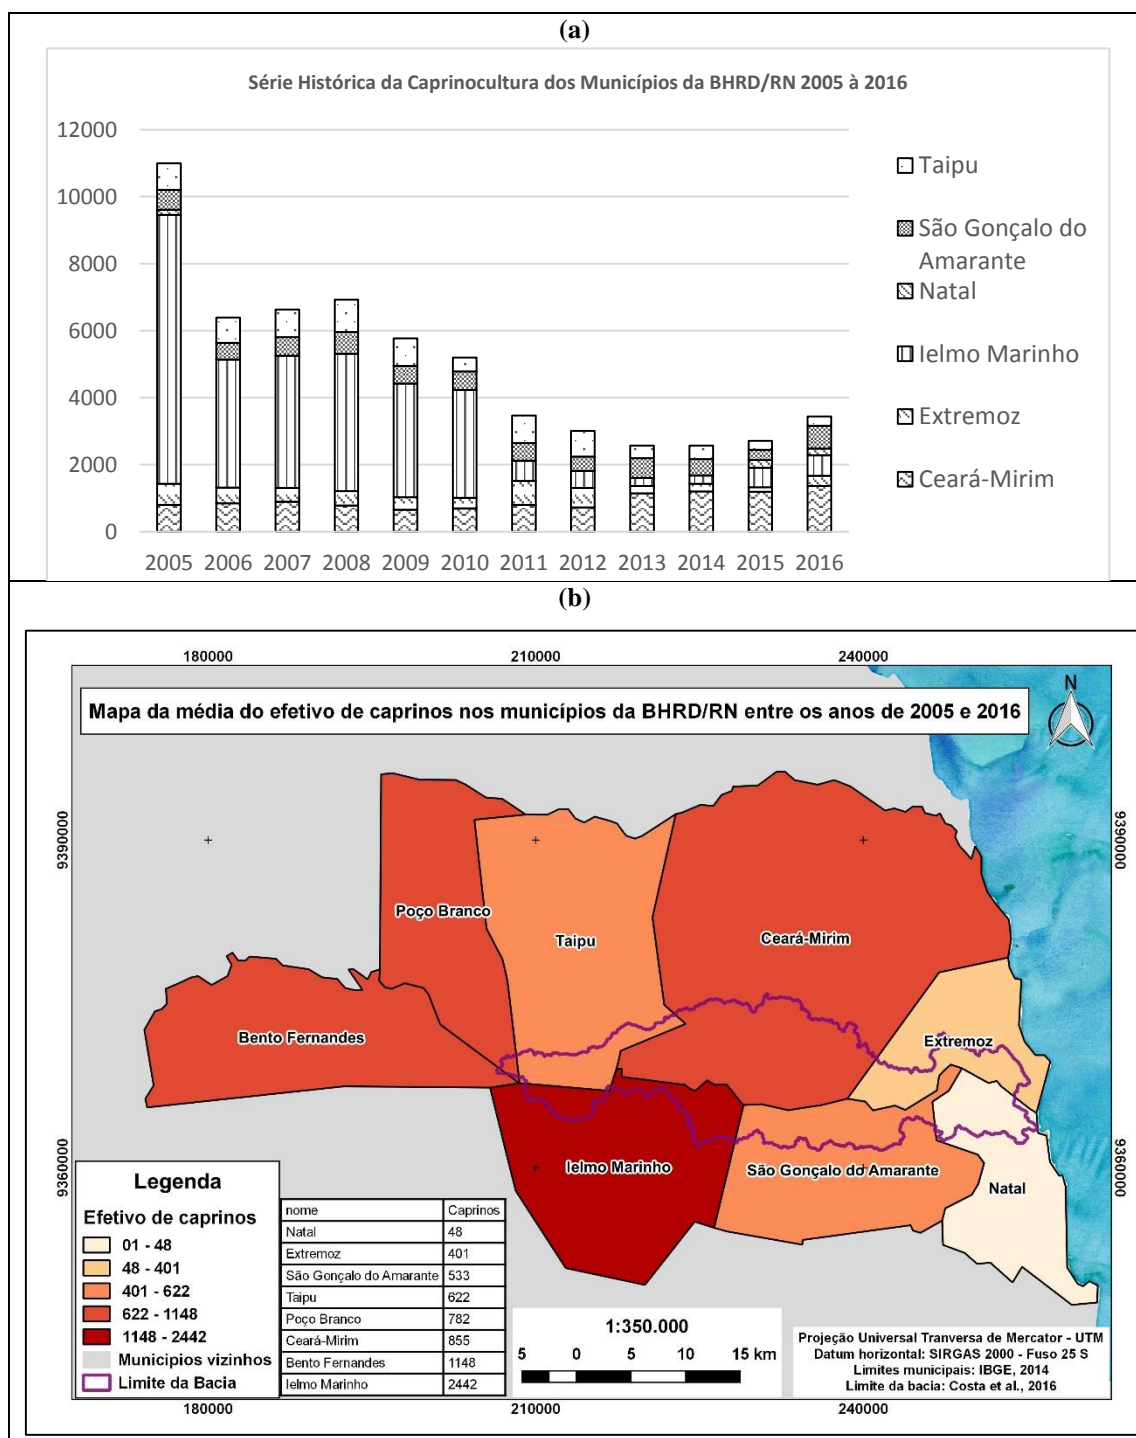 (a)
Série Histórica da Caprinocultura dos Municípios da BHRD/RN 2005 à 2016
12000
10000
8000
6000
4000
2000
0
2005 2006 2007 2008 2009 2010 2011 2012 2013 2014 2015 2016
Taipu
São Gonçalo do
Amarante
Natal
Ielmo Marinho
Extremoz
Ceará-Mirim
(b)
180000 210000 240000
Mapa da média do efetivo de caprinos nos municípios da BHRD/RN entre os anos de 2005 e 2016
N
9390000 9390000
Poço Branco
Taipu
Ceará-Mirim
Bento Fernandes
Extremoz
Ielmo Marinho
São Gonçalo do Amarante
Natal
9360000 9360000
Legenda
Efetivo de caprinos
01 - 48
48 - 401
401 - 622
622 - 1148
1148 - 2442
Municipios vizinhos
Limite da Bacia
nome Caprinos
Natal 48
Extremoz 401
São Gonçalo do Amarante 533
Taipu 622
Poço Branco 782
Ceará-Mirim 855
Bento Fernandes 1148
Ielmo Marinho 2442
1:350.000
5 0 5 10 15 km
Projeção Universal Tranversa de Mercator - UTM
Datum horizontal: SIRGAS 2000 - Fuso 25 S
Limites municipais: IBGE, 2014
Limite da bacia: Costa et al., 2016
180000 210000 240000